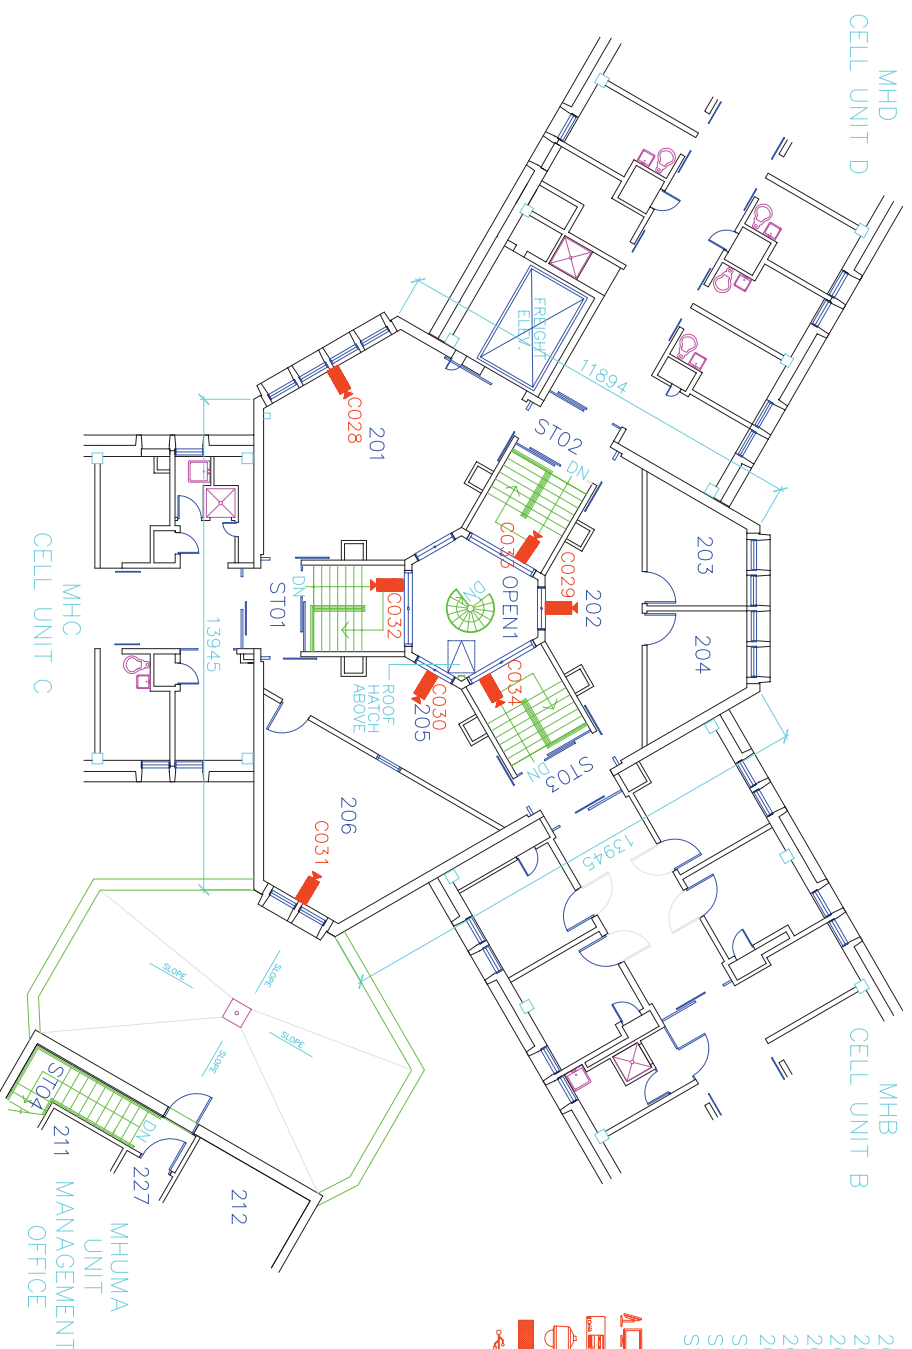 MHD
CELL UNIT D
FREIGHT
ELEV.
11894
ST02
DN
C028
201
C033
OPEN1
C029
202
203
204
DN
CELL UNIT C
MHC
13945
ST01
DN
C032
ROOF
HATCH
ABOVE
C030
205
C034
DN
ST03
13945
206
C031
SLOPE
SLOPE
SLOPE
SLOPE
ST04
DN
211
227
212
MHB
CELL UNIT B
MHUMA
UNIT
MANAGEMENT
OFFICE